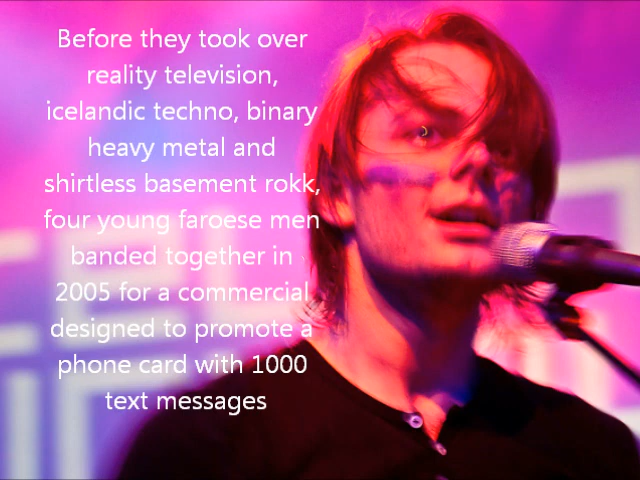 Before they took over
reality television,
icelandic techno, binary
heavy metal and
shirtless basement rokk,
four young faroese men
banded together in
2005 for a commercial
designed to promote a
phone card with 1000
text messages